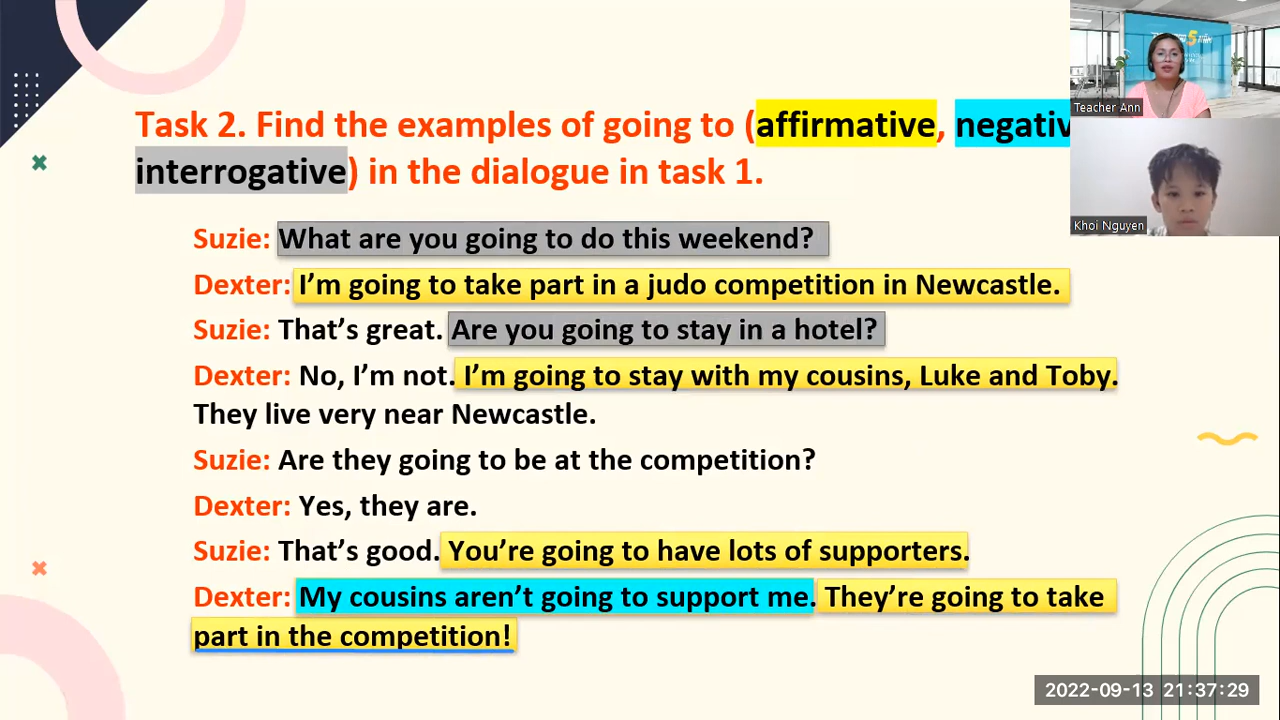 Task 2. Find the examples of going to (affirmative, negativ
interrogative) in the dialogue in task 1.
Suzie: What are you going to do this weekend?
Dexter: I'm going to take part in a judo competition in Newcastle.
Suzie: That's great. Are you going to stay in a hotel?
Dexter: No, I'm not. I'm going to stay with my cousins, Luke and Toby.
They live very near Newcastle.
Suzie: Are they going to be at the competition?
Dexter: Yes, they are.
Suzie: That's good. You're going to have lots of supporters.
Dexter: My cousins aren't going to support me. They're going to take
part in the competition!
Teacher Ann
Khoi Nguyen
2022-09-13 21:37:29